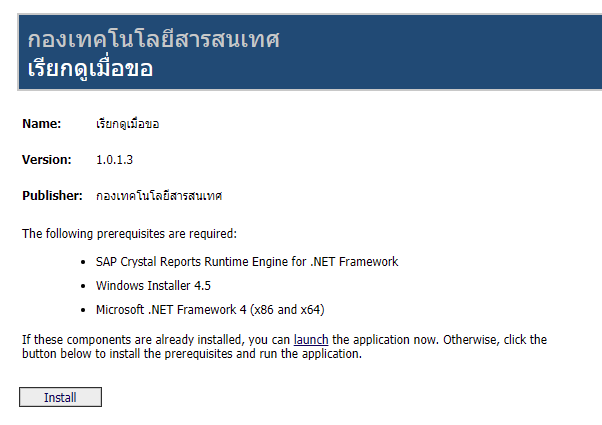 กองเทคโนโลยีสารสนเทศ
เรียกดูเมื่อขอ
Name: เรียกดูเมื่อขอ
Version: 1.0.1.3
Publisher: กองเทคโนโลยีสารสนเทศ
The following prerequisites are required:
• SAP Crystal Reports Runtime Engine for .NET Framework
• Windows Installer 4.5
• Microsoft .NET Framework 4 (x86 and x64)
If these components are already installed, you can launch the application now. Otherwise, click the
button below to install the prerequisites and run the application.
Install